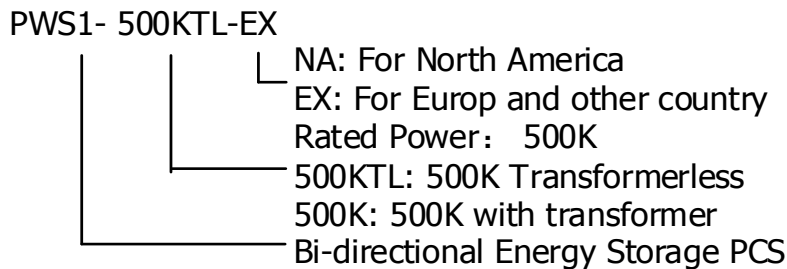 PWS1- 500KTL-EX
NA: For North America
EX: For Europ and other country
Rated Power： 500K
500KTL: 500K Transformerless
500K: 500K with transformer
Bi-directional Energy Storage PCS